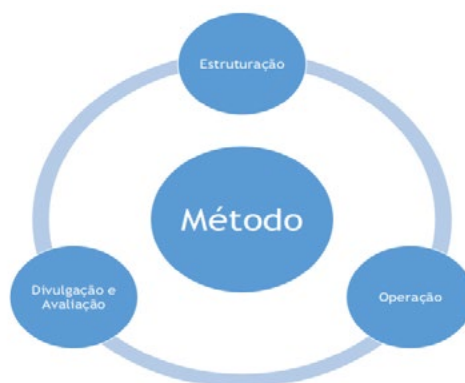 Estruturação
Método
Divulgação e
Avaliação
Operação